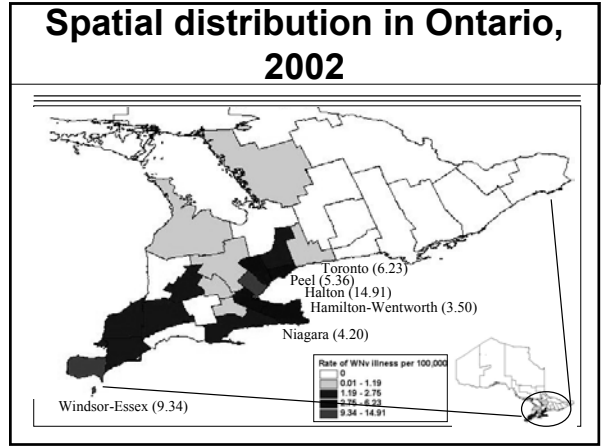 Spatial distribution in Ontario,
2002
Toronto (6.23)
Peel (5.36)
Halton (14.91)
Hamilton-Wentworth (3.50)
Niagara (4.20)
Windsor-Essex (9.34)
Rate of WNv illness per 100,000
0
0.01 - 1.19
1.19 - 2.75
2.75 - 6.23
9.34 - 14.91